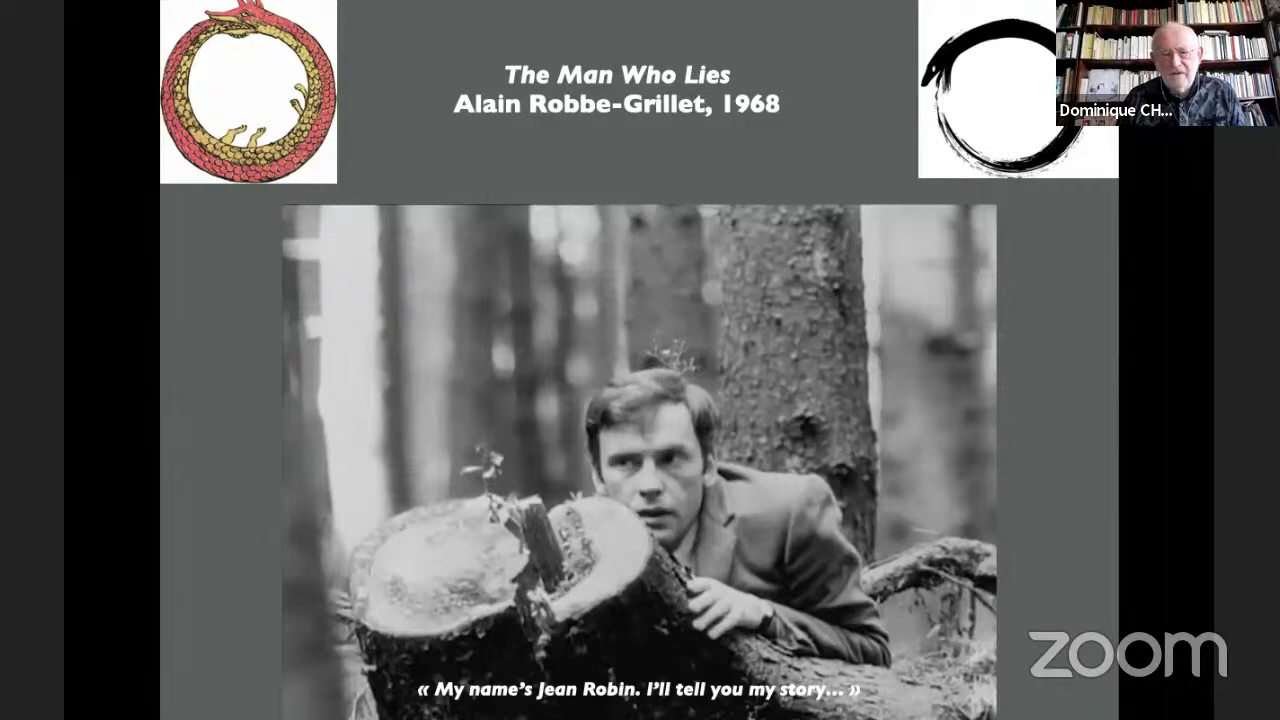 The Man Who Lies
Alain Robbe-Grillet, 1968
Dominique CH...
« My name's Jean Robin. I'll tell you my story... »
zoom